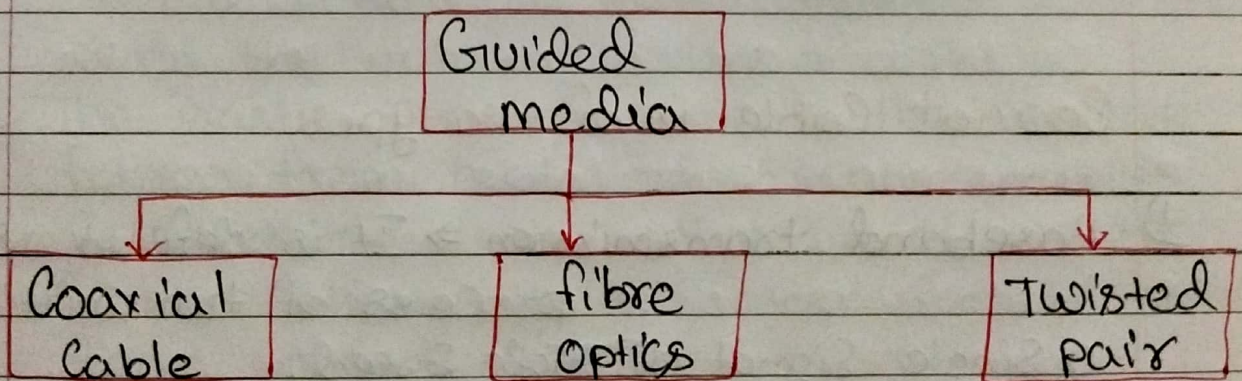 Guided
media
Coaxial
Cable
fibre
optics
Twisted
pair